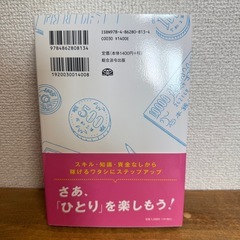 9784862808134
1920030014008
ISBN978-4-86280-813-4
C0030 ¥1400E
定価(本体1400円+税)
総合法令出版
スキル・知識・資金なしから
稼げるワタシにステップアップ
さあ、
「ひとり」を楽しもう!